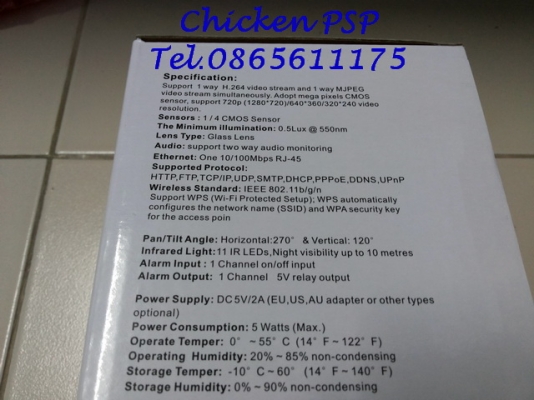 Chicken PSP
Tel.0865611175
Specification:
Support 1 way H.264 video stream and 1 way MJPEG
video stream simultaneously. Adopt mega pixels CMOS
sensor, support 720p (1280*720)/640*360/320*240 video
resolution.
Sensors : 1 / 4 CMOS Sensor
The Minimum illumination: 0.5Lux @ 550nm
Lens Type: Glass Lens
Audio: support two way audio monitoring
Ethernet: One 10/100Mbps RJ-45
Supported Protocol:
HTTP,FTP,TCP/IP,UDP,SMTP,DHCP,PPPoE,DDNS,UPnP
Wireless Standard: IEEE 802.11b/g/n
Support WPS (Wi-Fi Protected Setup); WPS automatically
configures the network name (SSID) and WPA security key
for the access poin
Pan/Tilt Angle: Horizontal:270° & Vertical: 120°
Infrared Light:11 IR LEDs,Night visibility up to 10 metres
Alarm Input : 1 Channel on/off input
Alarm Output: 1 Channel 5V relay output
Power Supply: DC5V/2A (EU,US,AU adapter or other types
optional)
Power Consumption: 5 Watts (Max.)
Operate Temper: 0° ~55° C (14° F~122° F)
Operating Humidity: 20% ~ 85% non-condensing
Storage Temper: -10° C~60° (14° F~140° F)
Storage Humidity: 0% ~ 90% non-condensing